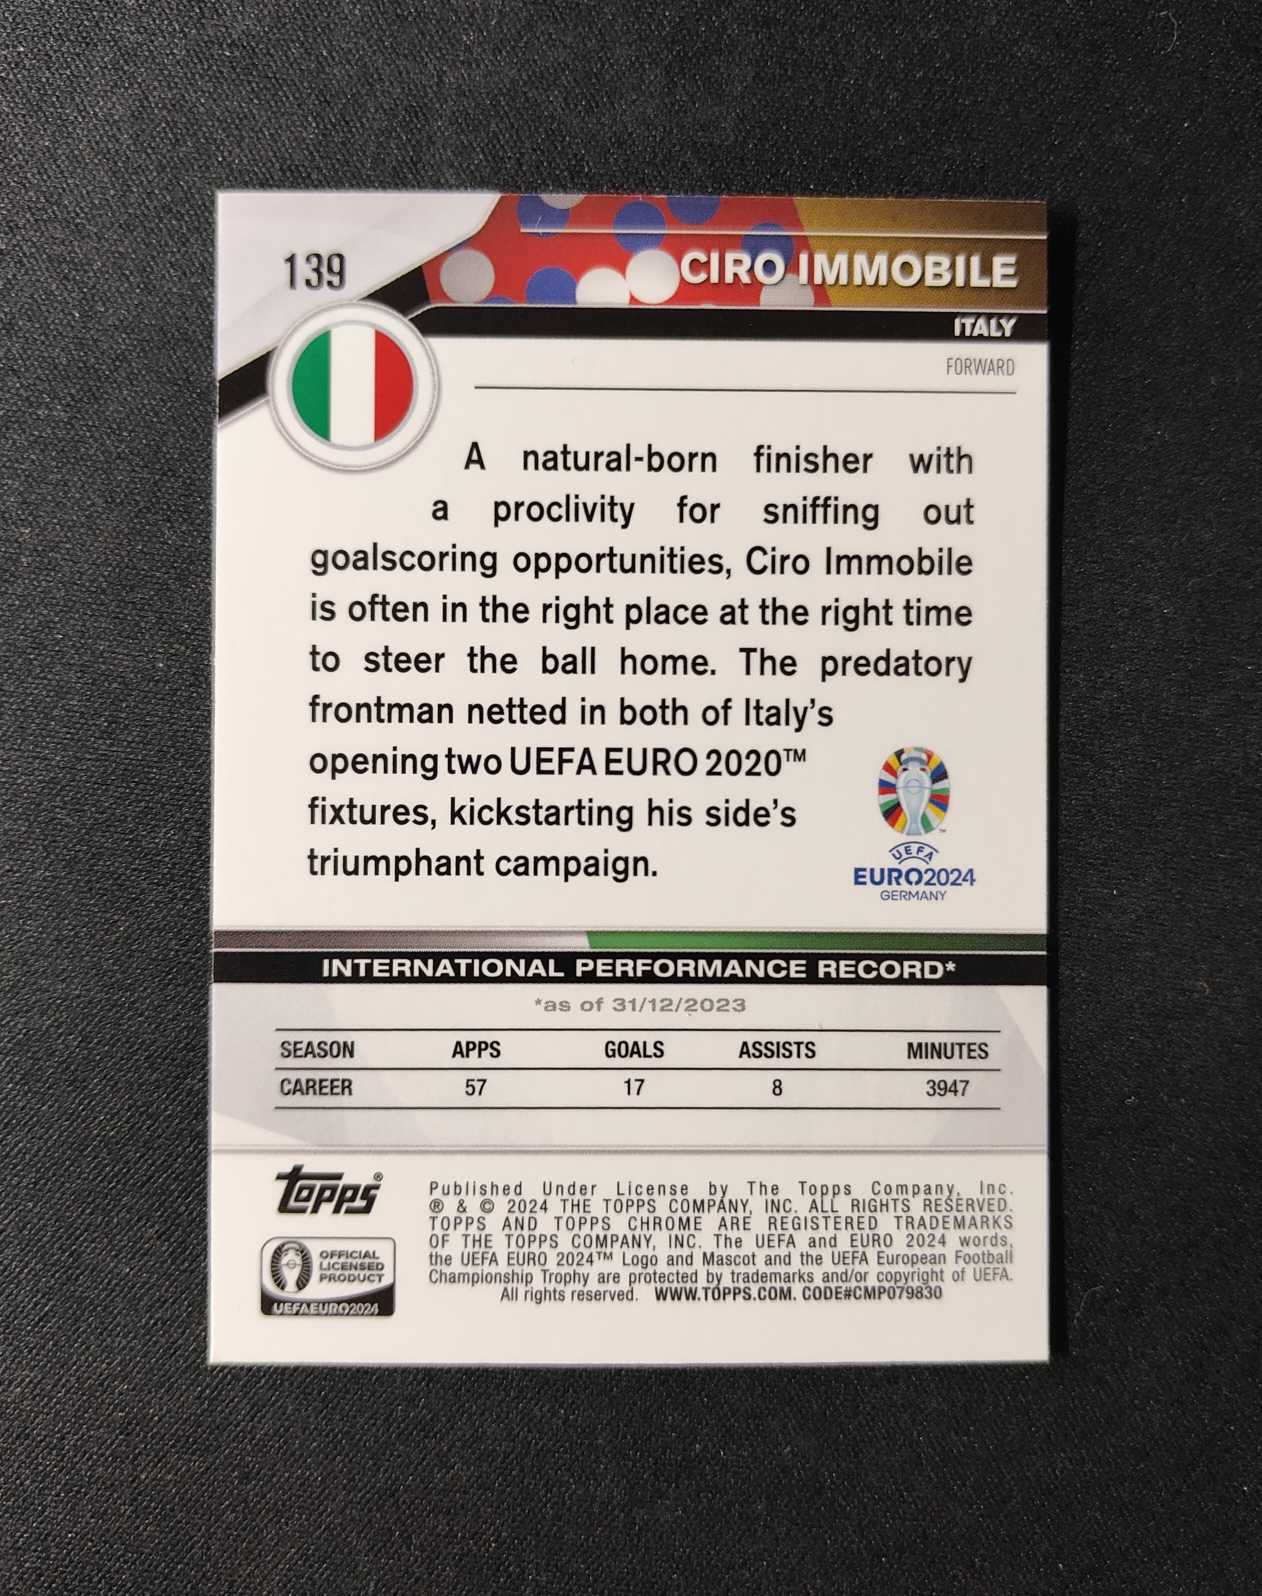 139
CIRO IMMOBILE
ITALY
FORWARD
A natural-born finisher with
a proclivity for sniffing out
goalscoring opportunities, Ciro Immobile
is often in the right place at the right time
to steer the ball home. The predatory
frontman netted in both of Italy's
opening two UEFA EURO 2020™
fixtures, kickstarting his side's
triumphant campaign.
™
UEFA
EURO2024
GERMANY
INTERNATIONAL PERFORMANCE RECORD*
*as of 31/12/2023
SEASON APPS GOALS ASSISTS MINUTES
CAREER 57 17 8 3947
Topps®
OFFICIAL
LICENSED
PRODUCT
UEFAEURO2024
Published Under License by The Topps Company, Inc.
® & © 2024 THE TOPPS COMPANY, INC. ALL RIGHTS RESERVED.
TOPPS AND TOPPS CHROME ARE REGISTERED TRADEMARKS
OF THE TOPPS COMPANY, INC. The UEFA and EURO 2024 words,
the UEFA EURO 2024™ Logo and Mascot and the UEFA European Football
Championship Trophy are protected by trademarks and/or copyright of UEFA.
All rights reserved. WWW.TOPPS.COM. CODE#CMP079830